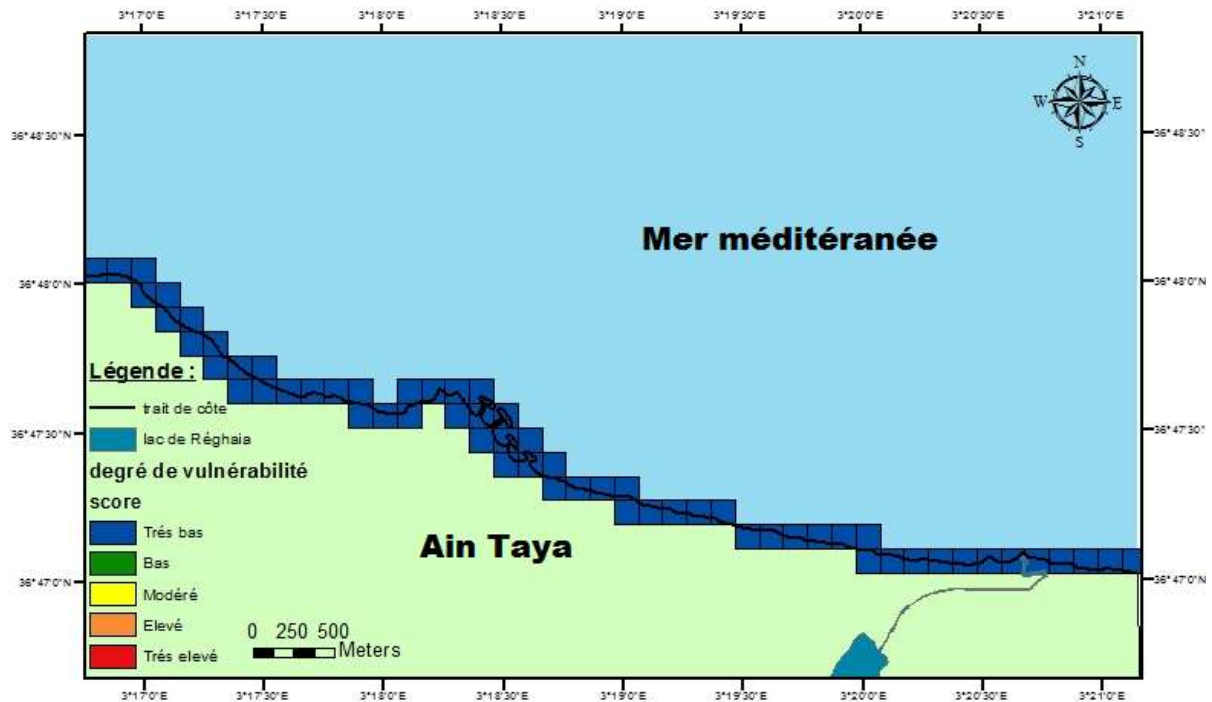 3°17'0"E 3°17'30"E 3°18'0"E 3°18'30"E 3°19'0"E 3°19'30"E 3°20'0"E 3°20'30"E 3°21'0"E
N
W E
S
36°48'30"N 36°48'30"N
Mer méditéranée
36°48'0"N 36°48'0"N
Légende :
trait de côte
lac de Réghaia
36°47'30"N 36°47'30"N
degré de vulnérabilité
score
Trés bas
Ain Taya
Bas
36°47'0"N 36°47'0"N
Modéré
Elevé
0 250 500
Meters
Trés elevé
3°17'0"E 3°17'30"E 3°18'0"E 3°18'30"E 3°19'0"E 3°19'30"E 3°20'0"E 3°20'30"E 3°21'0"E